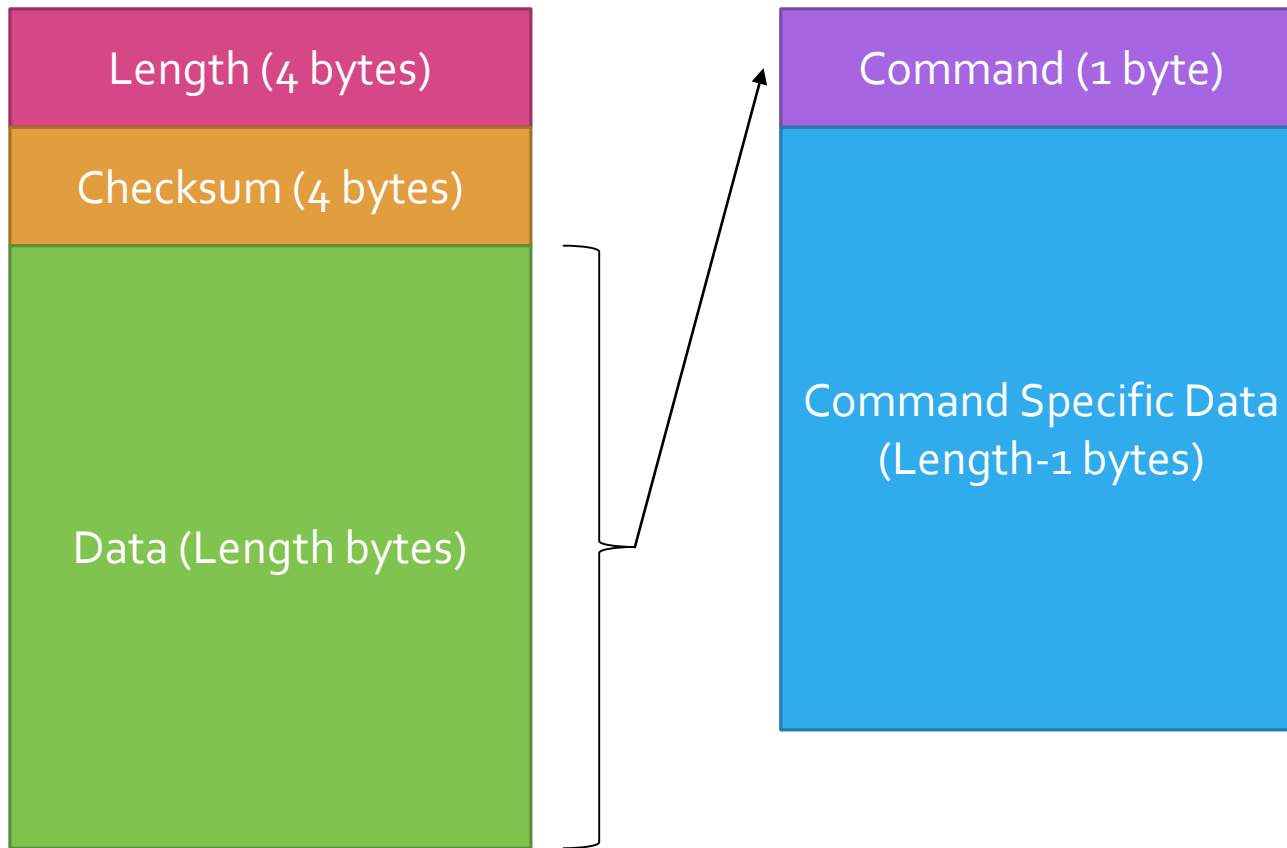 Length (4 bytes)
Checksum (4 bytes)
Data (Length bytes)
Command (1 byte)
Command Specific Data
(Length-1 bytes)